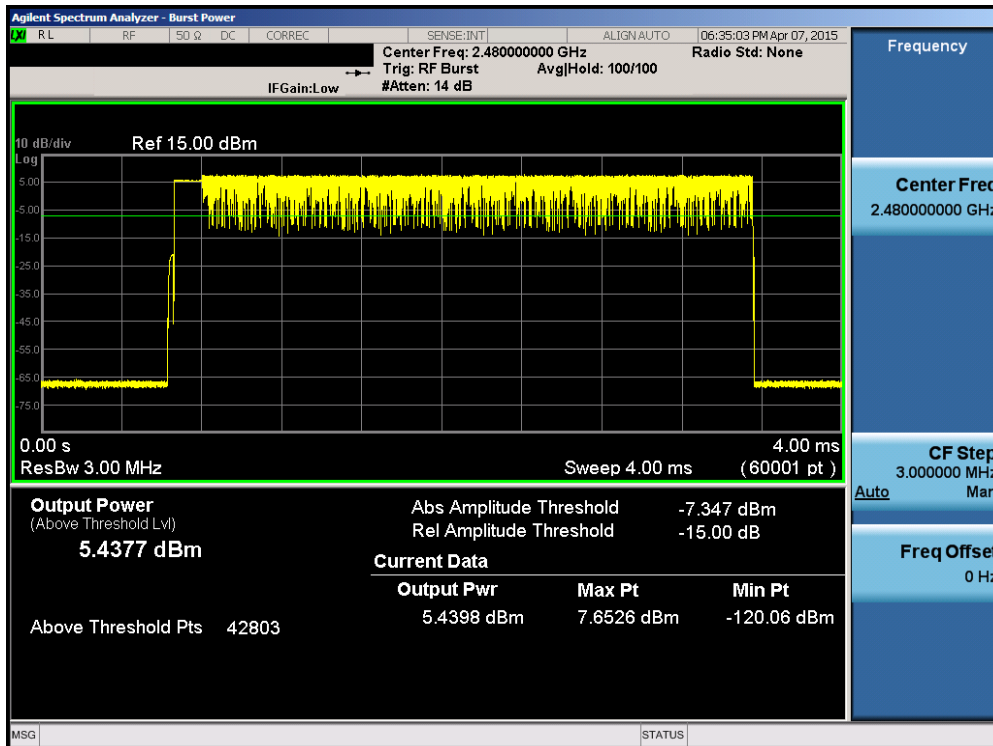 Agilent Spectrum Analyzer - Burst Power
LXI RL RF 50 Ω DC CORREC SENSE:INT ALIGN AUTO 06:35:03 PM Apr 07, 2015
Center Freq: 2.480000000 GHz Radio Std: None
Trig: RF Burst Avg|Hold: 100/100
IFGain:Low #Atten: 14 dB
10 dB/div Ref 15.00 dBm
Log
5.00
-5.00
-15.0
-25.0
-35.0
-45.0
-55.0
-65.0
-75.0
0.00 s 4.00 ms
ResBw 3.00 MHz Sweep 4.00 ms (60001 pt)
Output Power
(Above Threshold Lvl)
5.4377 dBm
Above Threshold Pts 42803
Abs Amplitude Threshold -7.347 dBm
Rel Amplitude Threshold -15.00 dB
Current Data
Output Pwr Max Pt Min Pt
5.4398 dBm 7.6526 dBm -120.06 dBm
Frequency
Center Freq
2.480000000 GHz
CF Step
3.000000 MHz
Auto Man
Freq Offset
0 Hz
MSG STATUS